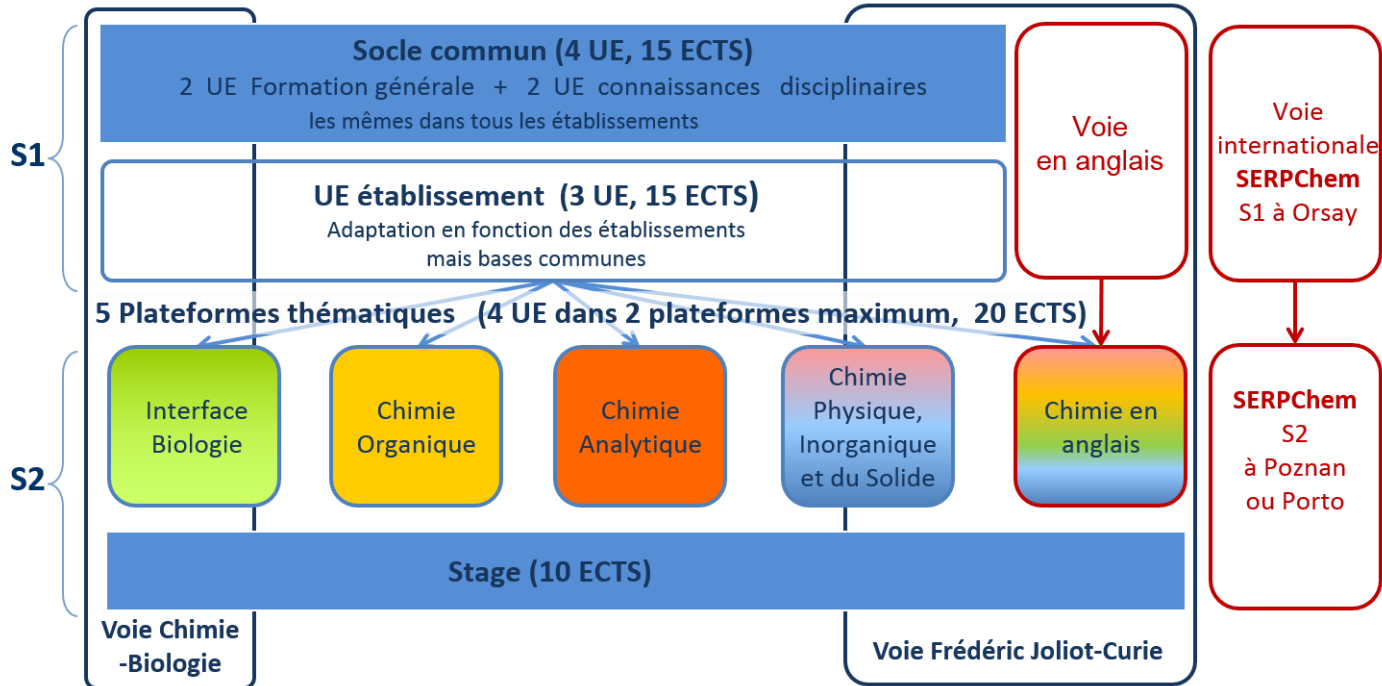 S1
Socle commun (4 UE, 15 ECTS)
2 UE Formation générale + 2 UE connaissances disciplinaires
les mêmes dans tous les établissements
UE établissement (3 UE, 15 ECTS)
Adaptation en fonction des établissements
mais bases communes
Voie
en anglais
Voie
internationale
SERPChem
S1 à Orsay
5 Plateformes thématiques (4 UE dans 2 plateformes maximum, 20 ECTS)
S2
Interface
Biologie
Chimie
Organique
Chimie
Analytique
Chimie
Physique,
Inorganique
et du Solide
Chimie en
anglais
SERPChem
S2
à Poznan
ou Porto
Stage (10 ECTS)
Voie Chimie
-Biologie
Voie Frédéric Joliot-Curie